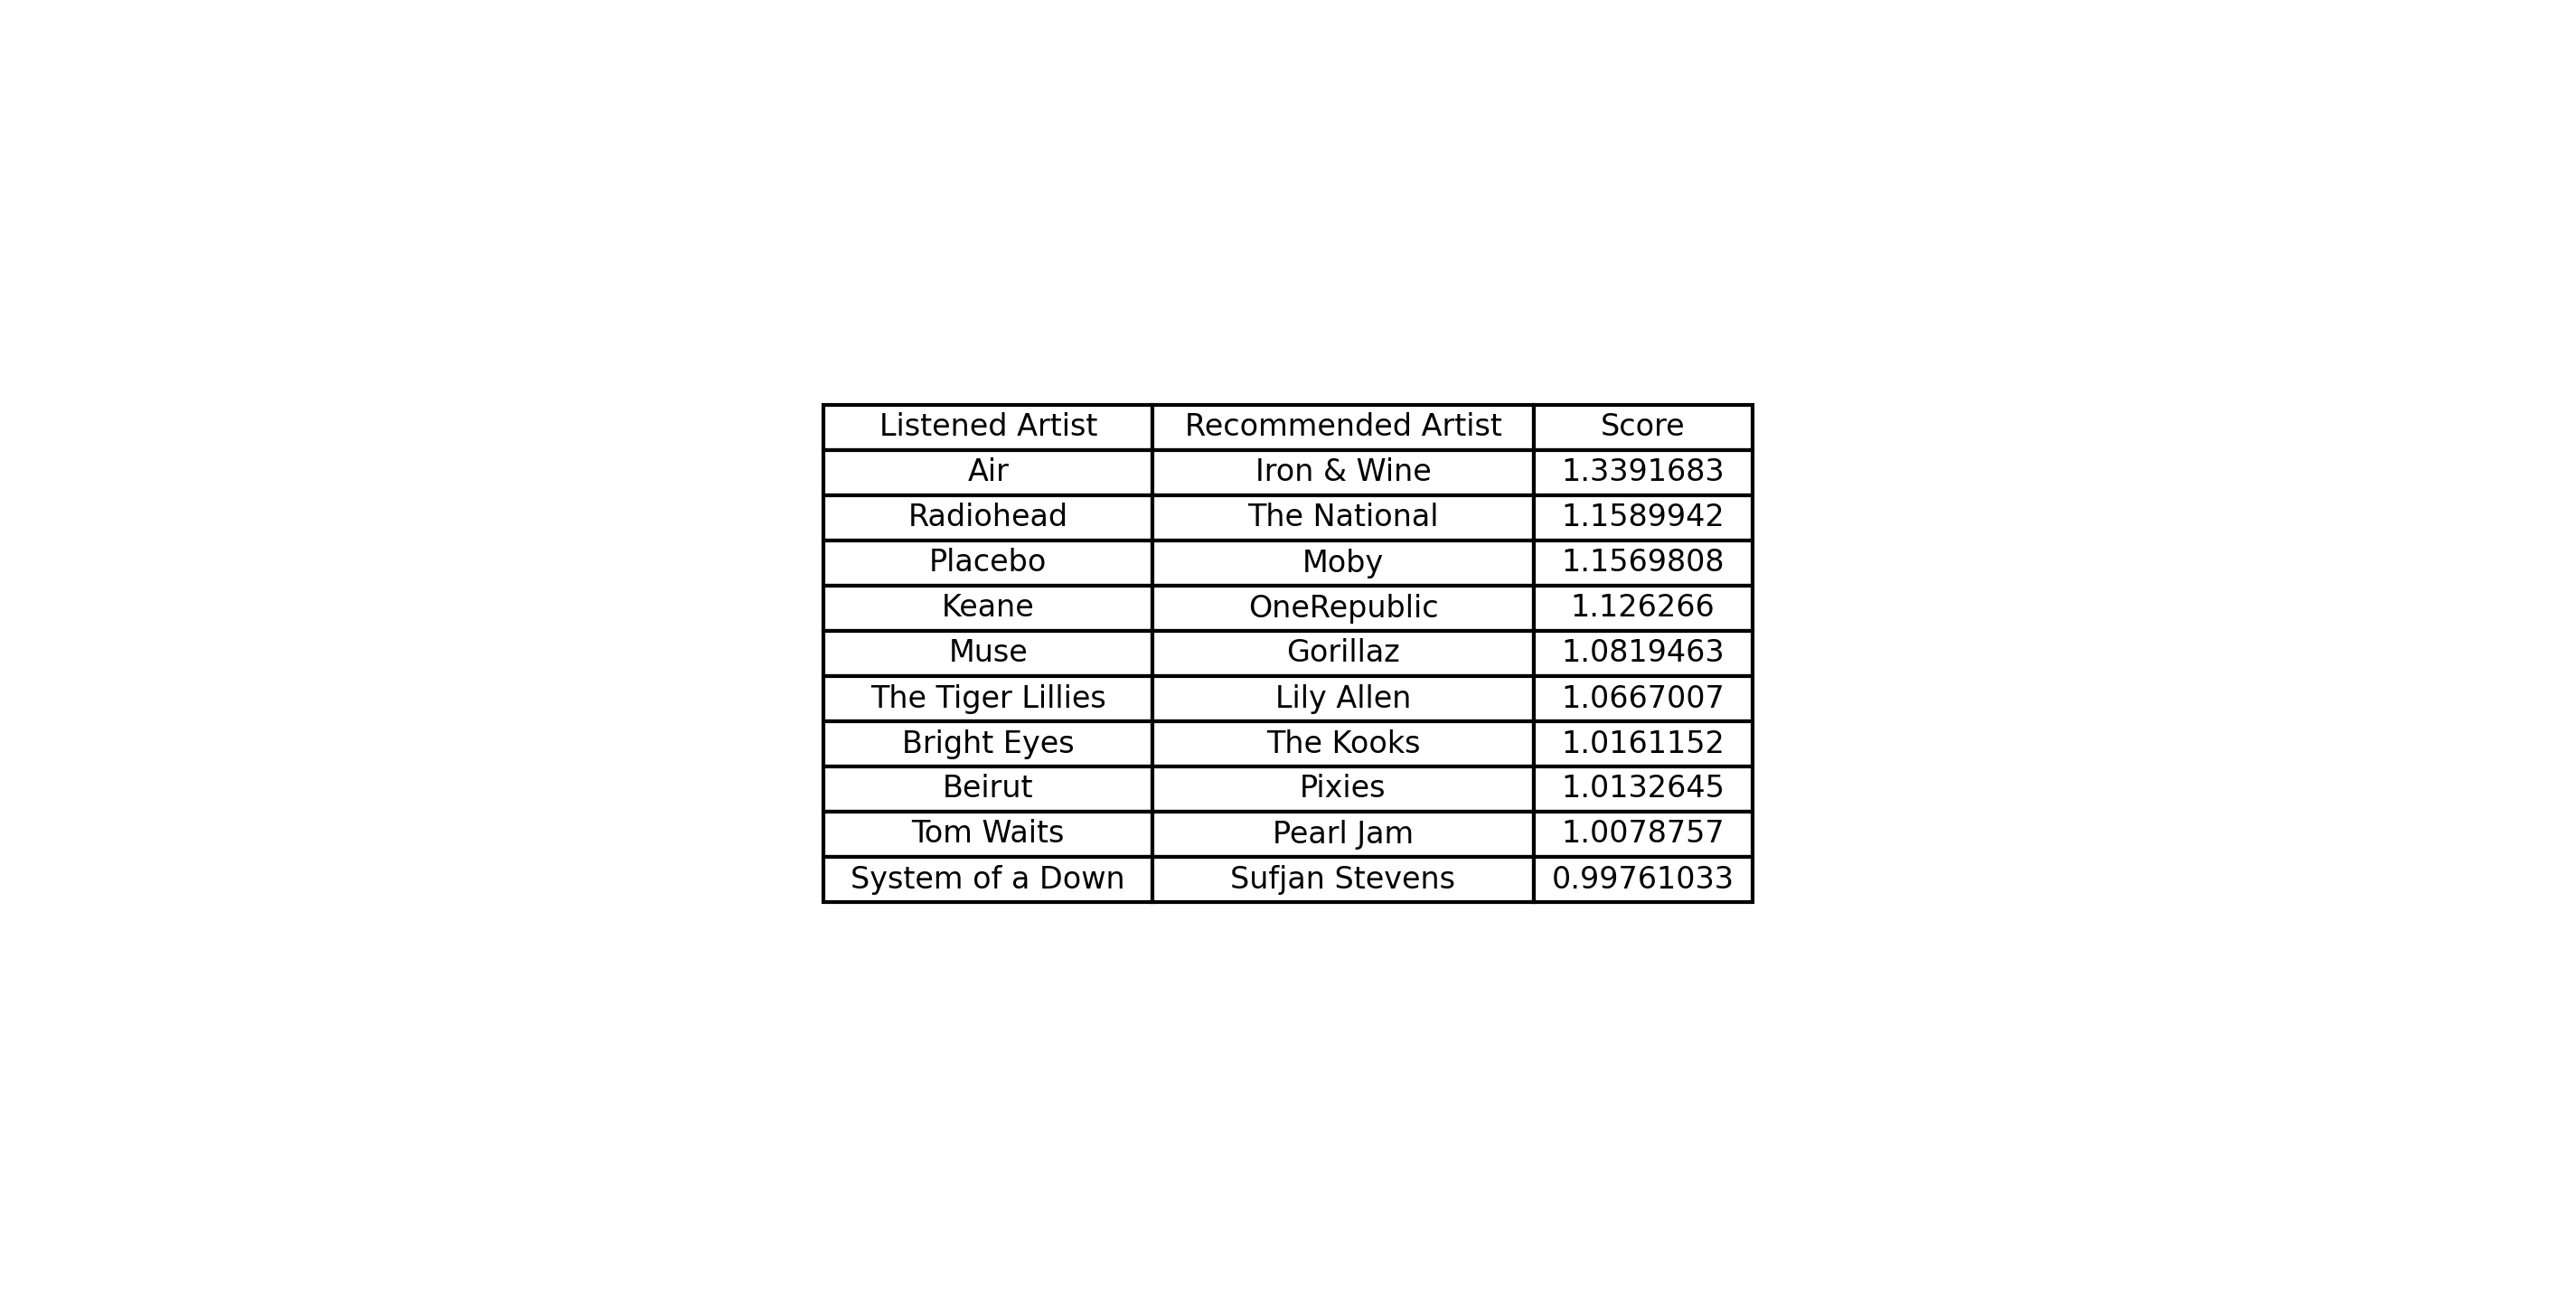 Listened Artist Recommended Artist Score
Air Iron & Wine 1.3391683
Radiohead The National 1.1589942
Placebo Moby 1.1569808
Keane OneRepublic 1.126266
Muse Gorillaz 1.0819463
The Tiger Lillies Lily Allen 1.0667007
Bright Eyes The Kooks 1.0161152
Beirut Pixies 1.0132645
Tom Waits Pearl Jam 1.0078757
System of a Down Sufjan Stevens 0.99761033